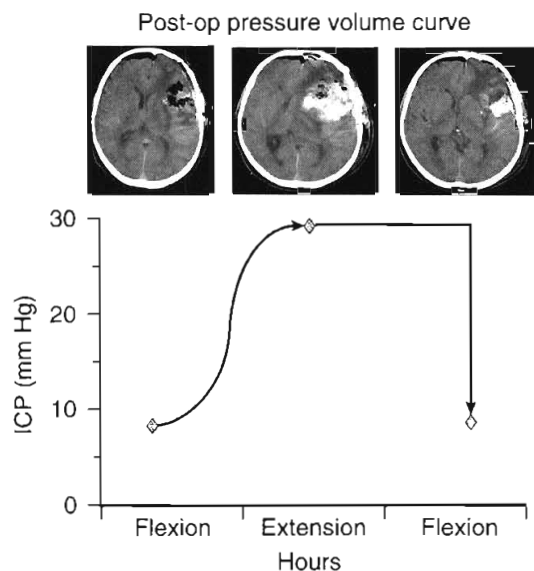 Post-op pressure volume curve
30
20
10
0
ICP (mm Hg)
Flexion Extension Flexion
Hours